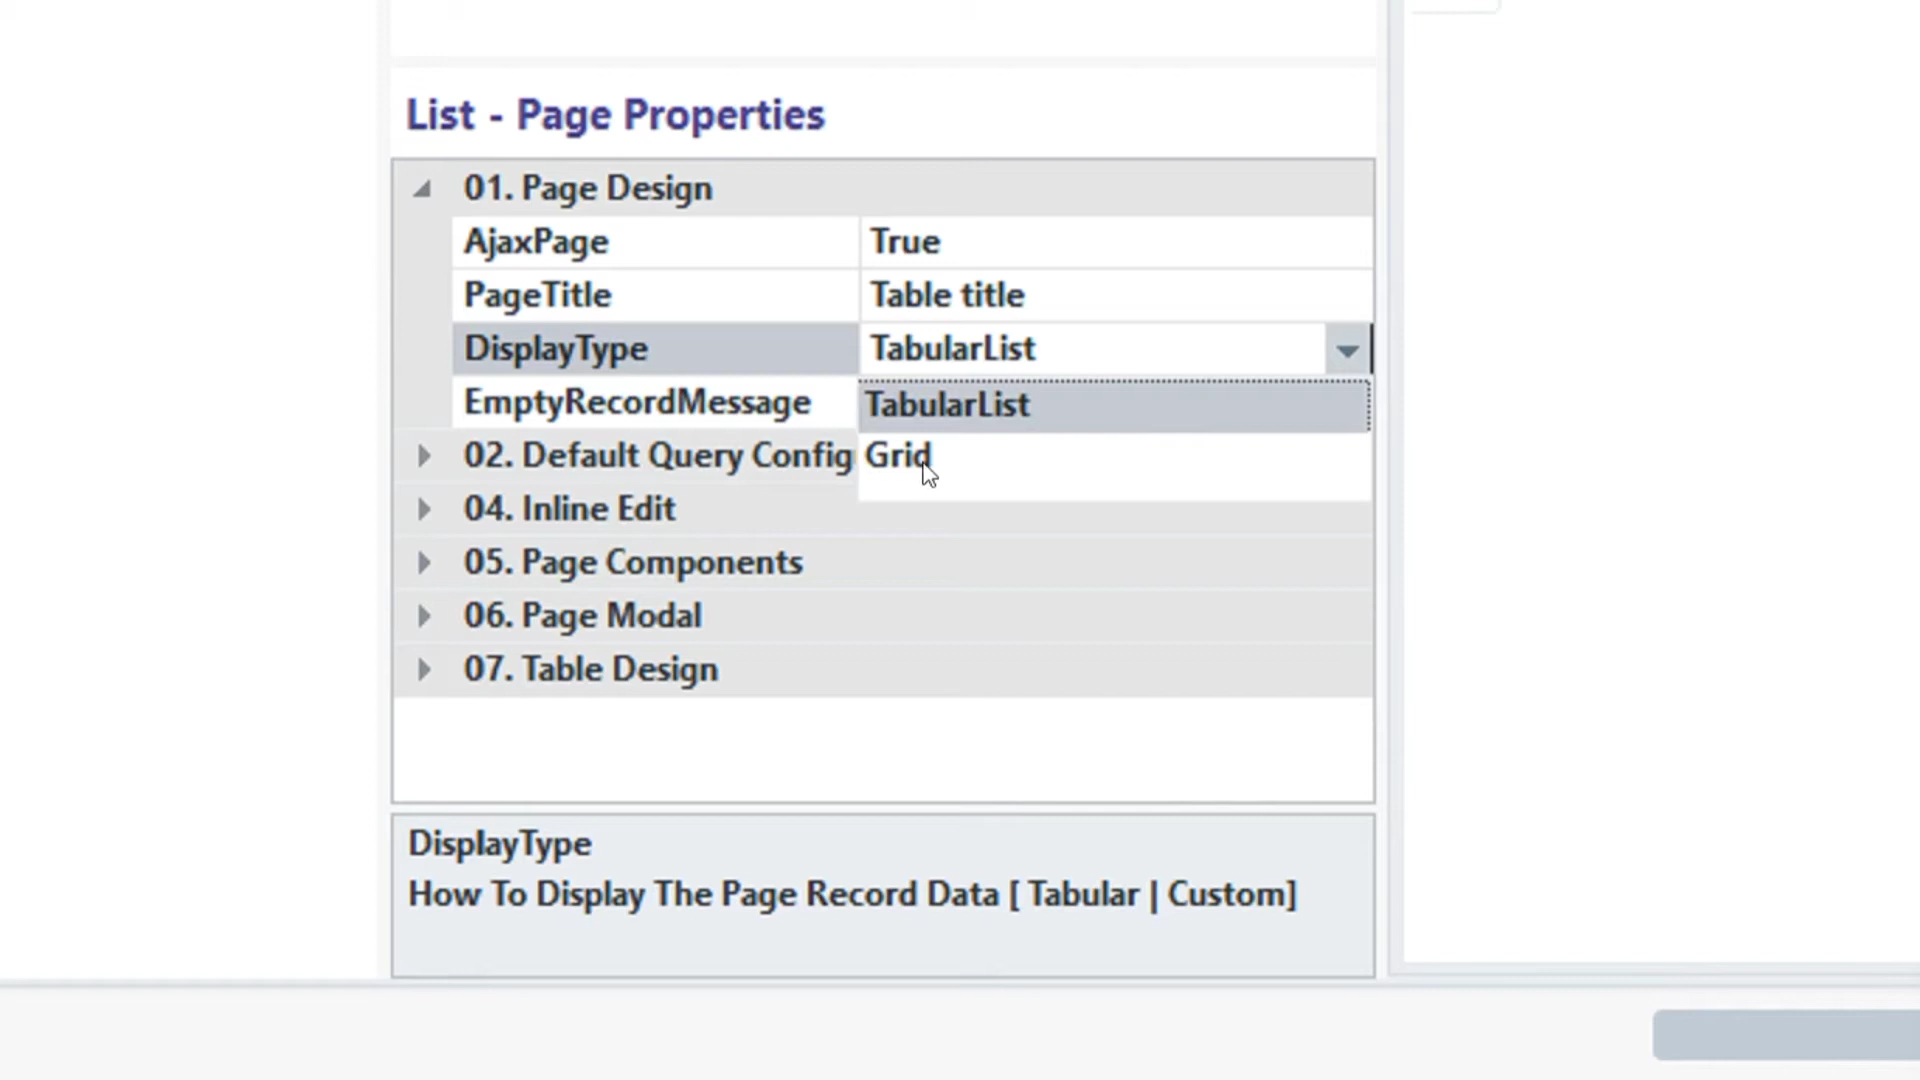 List - Page Properties
01. Page Design
AjaxPage True
PageTitle Table title
DisplayType TabularList
EmptyRecordMessage TabularList
02. Default Query Config Grid
04. Inline Edit
05. Page Components
06. Page Modal
07. Table Design
DisplayType
How To Display The Page Record Data [ Tabular | Custom]